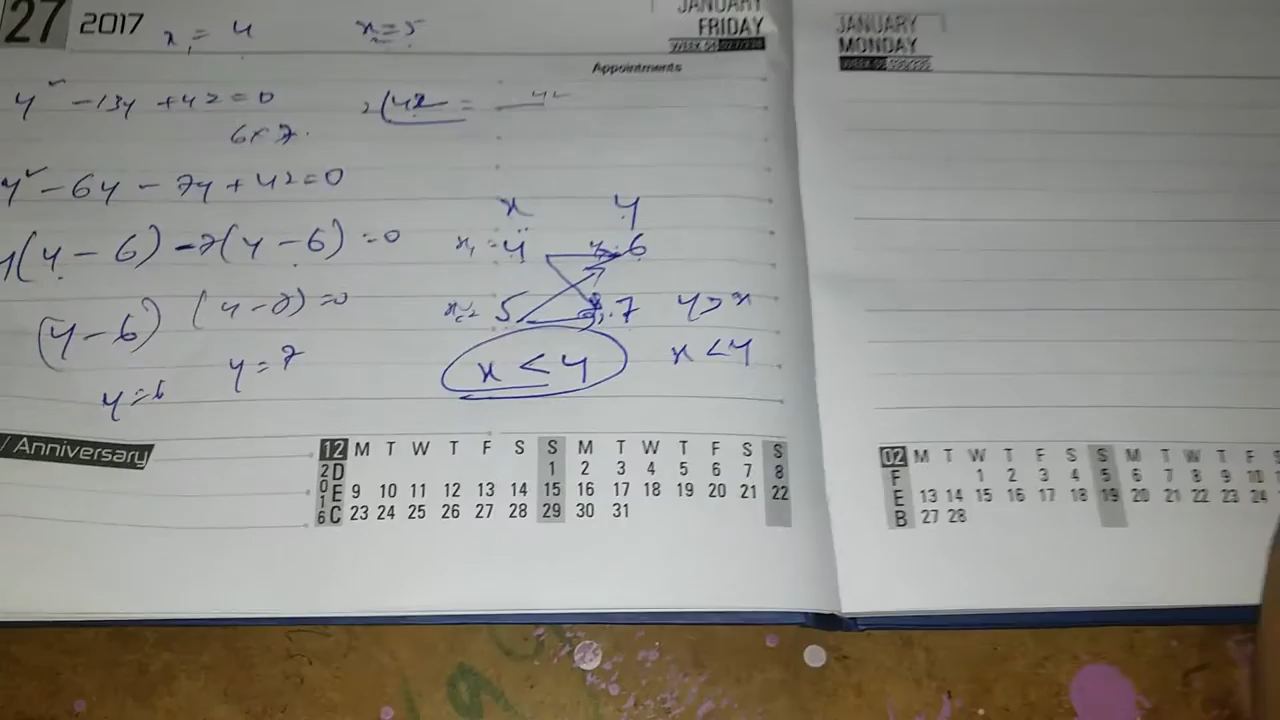 27 2017
x₁ = 4 x = 5
JANUARY
FRIDAY
Appointments
y² - 13y + 42 = 0
6 x 7
2(42 =
y² - 6y - 7y + 42 = 0
y(y - 6) - 7(y - 6) = 0
(y - 6) (y - 7) = 0
y = 6 y = 7
x y
x₁ = 4 6
x₂ = 5 7 y > x
x < y x < y
/ Anniversary
12 M T W T F S S M T W T F S S
2016 DEC
1 2 3 4 5 6 7 8
9 10 11 12 13 14 15 16 17 18 19 20 21 22
23 24 25 26 27 28 29 30 31
JANUARY
MONDAY
02 M T W T F S S M T W T F S
FEB
1 2 3 4 5 6 7 8 9 10
13 14 15 16 17 18 19 20 21 22 23 24
27 28